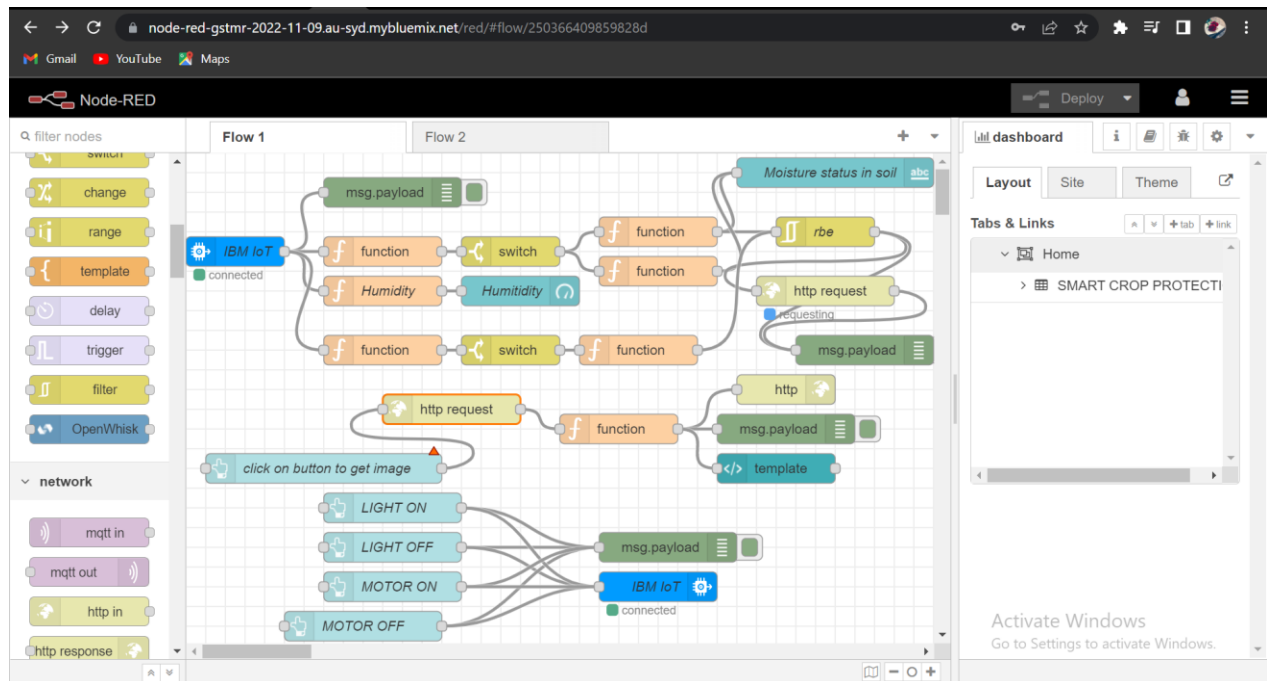 node-red-gstmr-2022-11-09.au-syd.mybluemix.net/red/#flow/250366409859828d
Gmail YouTube Maps
Node-RED
Deploy
filter nodes
Flow 1
Flow 2
dashboard
switch
change
range
template
delay
trigger
filter
OpenWhisk
network
mqtt in
mqtt out
http in
http response
msg.payload
Moisture status in soil abc
IBM IoT
connected
function
switch
function
rbe
function
Humidity
Humitidity
http request
requesting
function
switch
function
msg.payload
http request
http
function
msg.payload
click on button to get image
template
LIGHT ON
LIGHT OFF
msg.payload
MOTOR ON
IBM IoT
connected
MOTOR OFF
Layout
Site
Theme
Tabs & Links
tab
link
Home
SMART CROP PROTECTI
Activate Windows
Go to Settings to activate Windows.